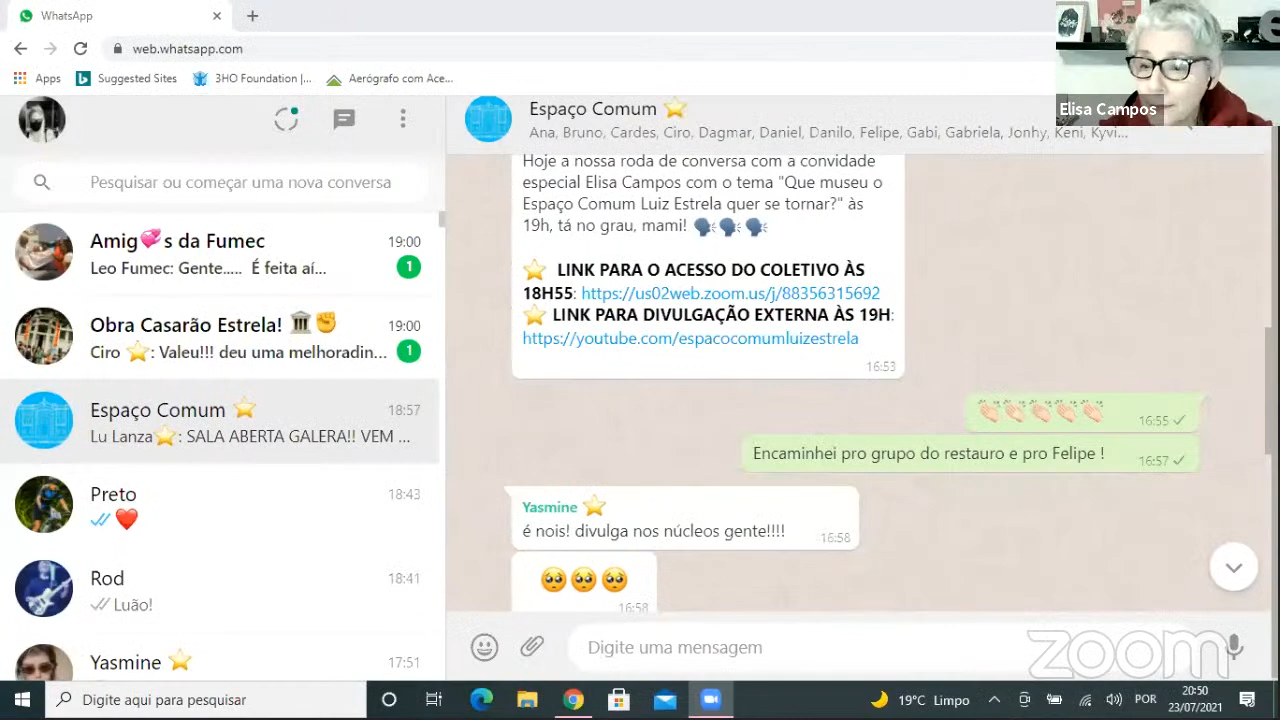 WhatsApp
web.whatsapp.com
Apps
Suggested Sites
3HO Foundation |...
Aerógrafo com Ace...
Elisa Campos
Espaço Comum ⭐
Ana, Bruno, Cardes, Ciro, Dagmar, Daniel, Danilo, Felipe, Gabi, Gabriela, Jonhy, Keni, Kyvi...
Pesquisar ou começar uma nova conversa
Amig💞s da Fumec 19:00
Leo Fumec: Gente..... É feita aí... 1
Obra Casarão Estrela! 🏛️✊ 19:00
Ciro ⭐: Valeu!!! deu uma melhoradin... 1
Espaço Comum ⭐ 18:57
Lu Lanza⭐: SALA ABERTA GALERA!! VEM ...
Preto 18:43
❤️
Rod 18:41
Luão!
Yasmine ⭐ 17:51
Hoje a nossa roda de conversa com a convidade
especial Elisa Campos com o tema "Que museu o
Espaço Comum Luiz Estrela quer se tornar?" às
19h, tá no grau, mami! 🗣️🗣️🗣️
⭐ LINK PARA O ACESSO DO COLETIVO ÀS
18H55: https://us02web.zoom.us/j/88356315692
⭐ LINK PARA DIVULGAÇÃO EXTERNA ÀS 19H:
https://youtube.com/espacocomumluizestrela
16:53
👏🏻👏🏻👏🏻👏🏻👏🏻 16:55
Encaminhei pro grupo do restauro e pro Felipe ! 16:57
Yasmine ⭐
é nois! divulga nos núcleos gente!!!! 16:58
🥺🥺🥺
16:58
Digite uma mensagem
zoom
Digite aqui para pesquisar
19°C Limpo
POR
20:50
23/07/2021